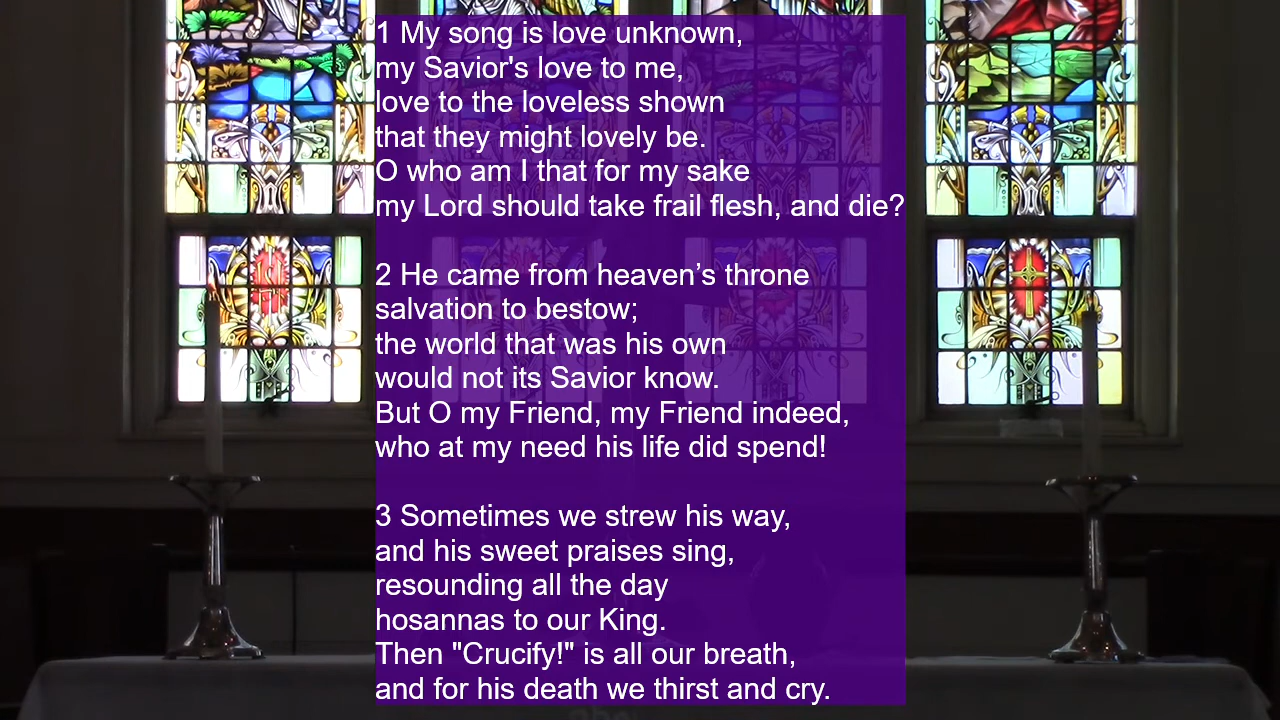 1 My song is love unknown,
my Savior's love to me,
love to the loveless shown
that they might lovely be.
O who am I that for my sake
my Lord should take frail flesh, and die?
2 He came from heaven’s throne
salvation to bestow;
the world that was his own
would not its Savior know.
But O my Friend, my Friend indeed,
who at my need his life did spend!
3 Sometimes we strew his way,
and his sweet praises sing,
resounding all the day
hosannas to our King.
Then "Crucify!" is all our breath,
and for his death we thirst and cry.